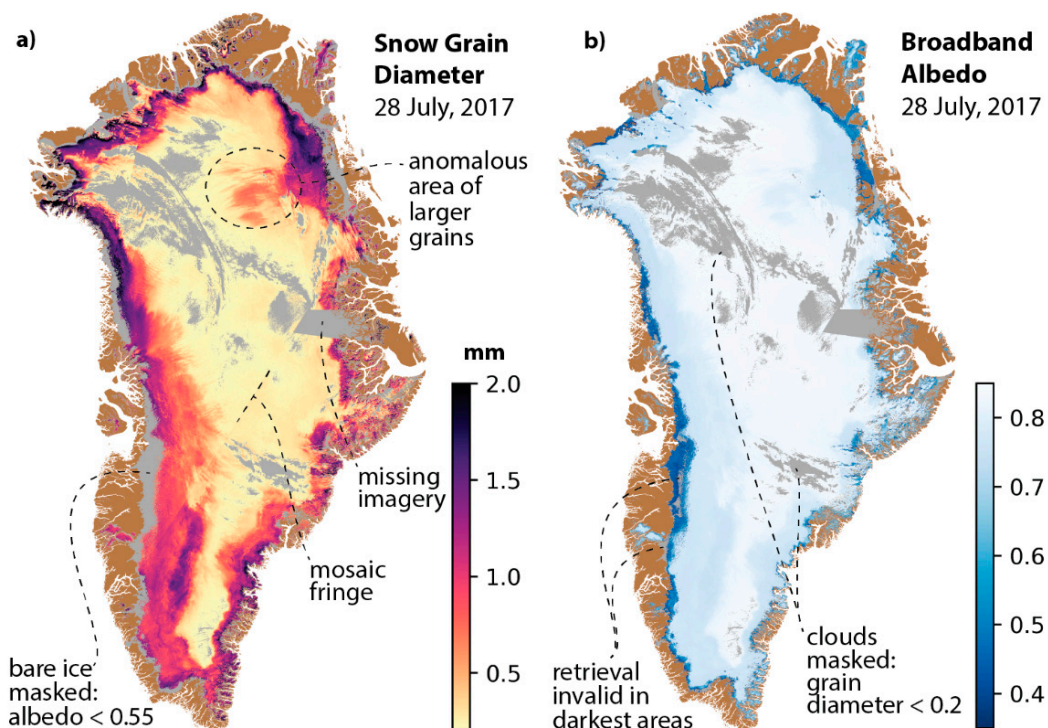 a)
Snow Grain
Diameter
28 July, 2017
anomalous
area of
larger
grains
mm
2.0
1.5
1.0
0.5
missing
imagery
mosaic
fringe
bare ice
masked:
albedo < 0.55
b)
Broadband
Albedo
28 July, 2017
0.8
0.7
0.6
0.5
0.4
clouds
masked:
grain
diameter < 0.2
retrieval
invalid in
darkest areas